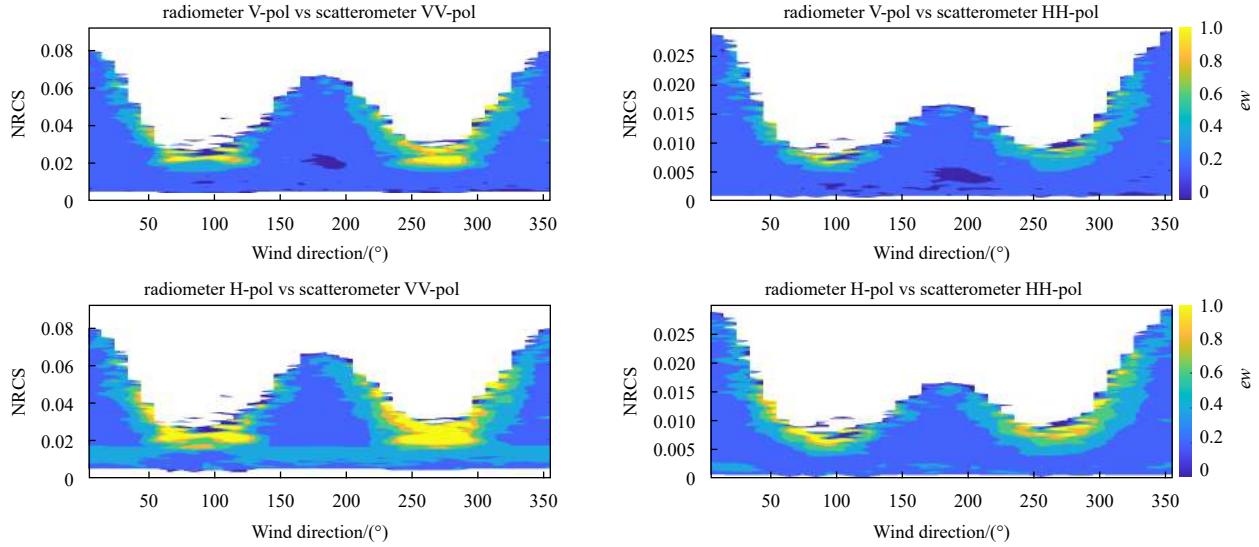 radiometer V-pol vs scatterometer VV-pol
NRCS
0.08
0.06
0.04
0.02
0
50 100 150 200 250 300 350
Wind direction/(°)
radiometer V-pol vs scatterometer HH-pol
NRCS
0.025
0.020
0.015
0.010
0.005
0
50 100 150 200 250 300 350
Wind direction/(°)
1.0
0.8
0.6
0.4
0.2
0
ew
radiometer H-pol vs scatterometer VV-pol
NRCS
0.08
0.06
0.04
0.02
0
50 100 150 200 250 300 350
Wind direction/(°)
radiometer H-pol vs scatterometer HH-pol
NRCS
0.025
0.020
0.015
0.010
0.005
0
50 100 150 200 250 300 350
Wind direction/(°)
1.0
0.8
0.6
0.4
0.2
0
ew